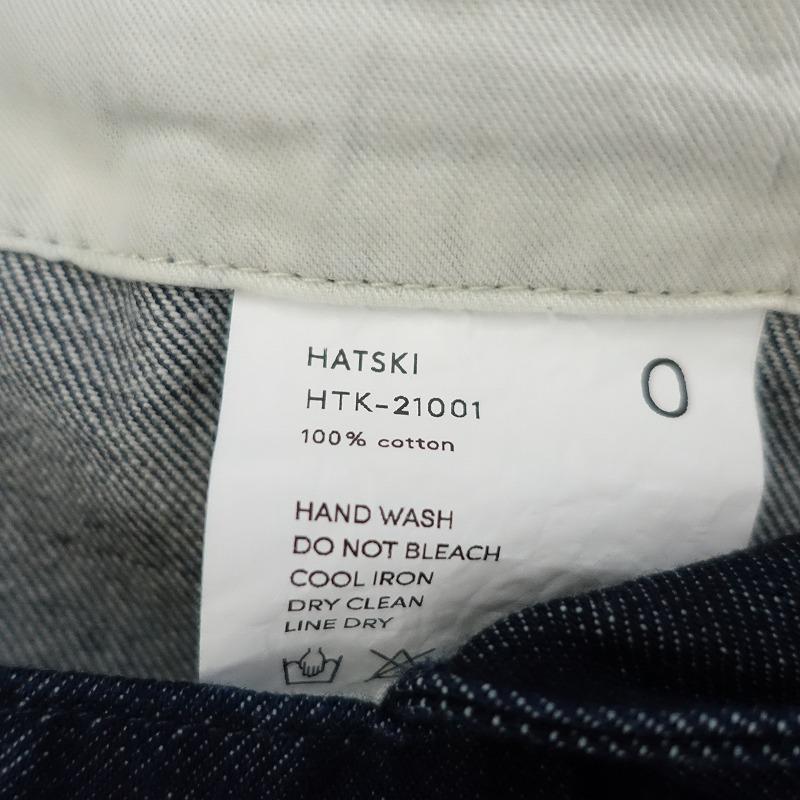 HATSKI
HTK-21001
100% cotton
0
HAND WASH
DO NOT BLEACH
COOL IRON
DRY CLEAN
LINE DRY